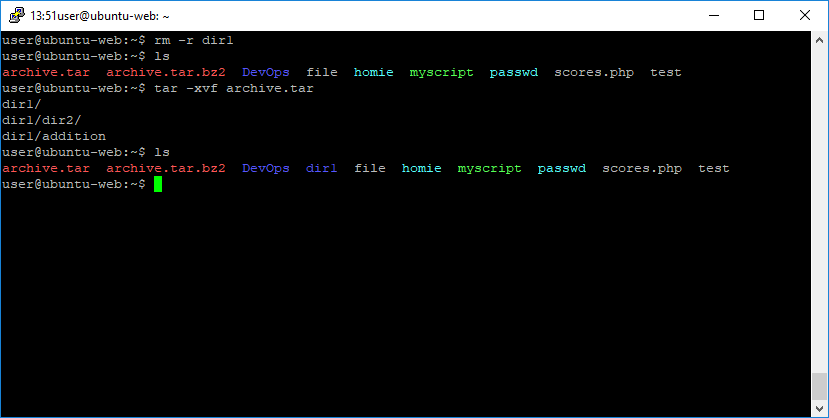 13:51user@ubuntu-web: ~
user@ubuntu-web:~$ rm -r dir1
user@ubuntu-web:~$ ls
archive.tar  archive.tar.bz2  DevOps  file  homie  myscript  passwd  scores.php  test
user@ubuntu-web:~$ tar -xvf archive.tar
dir1/
dir1/dir2/
dir1/addition
user@ubuntu-web:~$ ls
archive.tar  archive.tar.bz2  DevOps  dir1  file  homie  myscript  passwd  scores.php  test
user@ubuntu-web:~$